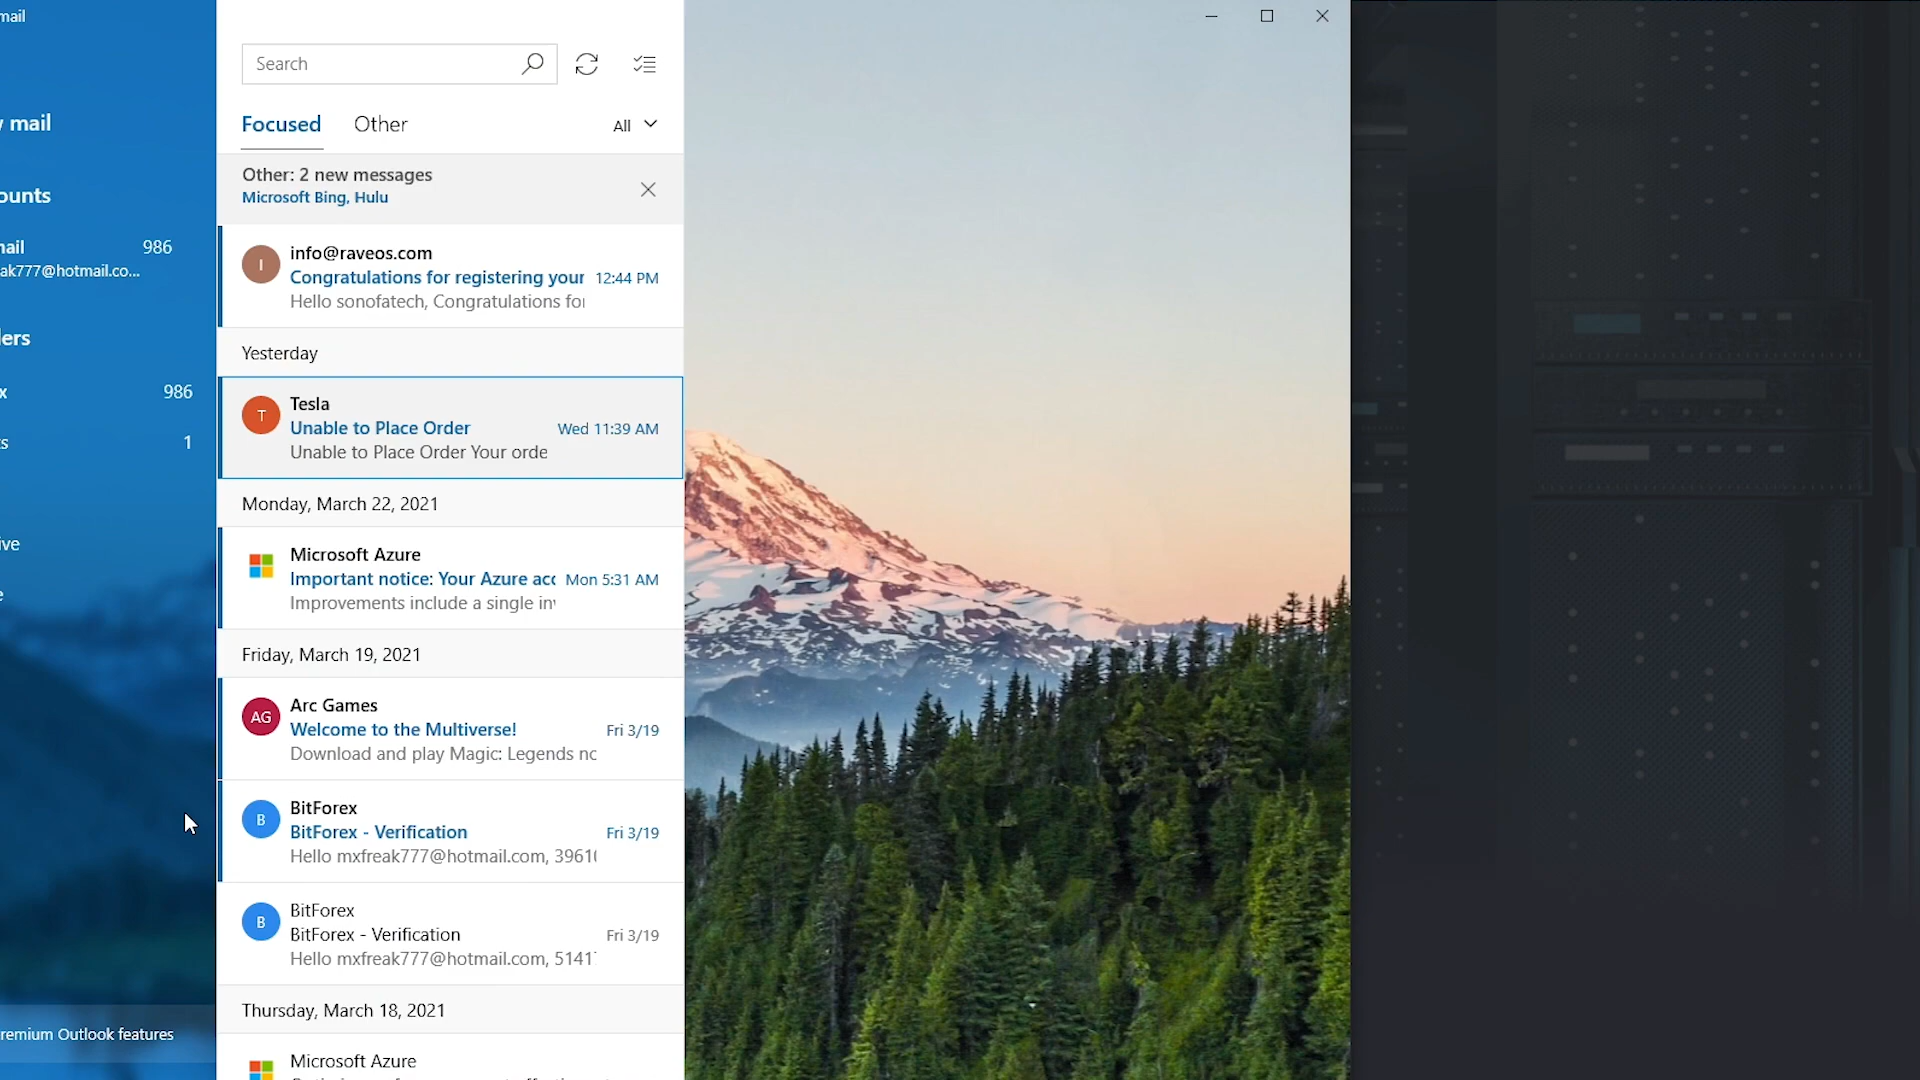 mail
Search
mail
Focused
Other
All
Other: 2 new messages
Microsoft Bing, Hulu
ounts
ail
986
ak777@hotmail.co...
I
info@raveos.com
Congratulations for registering your
12:44 PM
Hello sonofatech, Congratulations for
ers
Yesterday
x
986
T
Tesla
Unable to Place Order
Wed 11:39 AM
Unable to Place Order Your orde
s
1
Monday, March 22, 2021
ive
Microsoft Azure
Important notice: Your Azure acc
Mon 5:31 AM
Improvements include a single in
e
Friday, March 19, 2021
AG
Arc Games
Welcome to the Multiverse!
Fri 3/19
Download and play Magic: Legends no
B
BitForex
BitForex - Verification
Fri 3/19
Hello mxfreak777@hotmail.com, 3961
B
BitForex
BitForex - Verification
Fri 3/19
Hello mxfreak777@hotmail.com, 5141
Thursday, March 18, 2021
remium Outlook features
Microsoft Azure